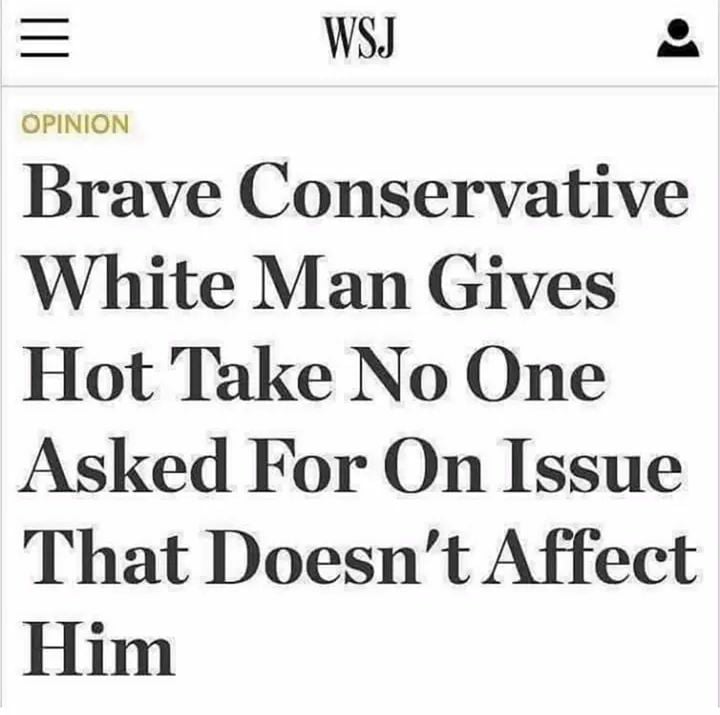 WSJ
OPINION
Brave Conservative
White Man Gives
Hot Take No One
Asked For On Issue
That Doesn't Affect
Him